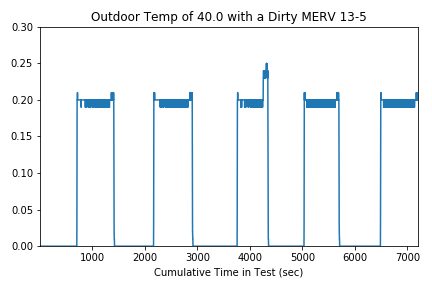 Outdoor Temp of 40.0 with a Dirty MERV 13-5
0.30
0.25
0.20
0.15
0.10
0.05
0.00
1000 2000 3000 4000 5000 6000 7000
Cumulative Time in Test (sec)